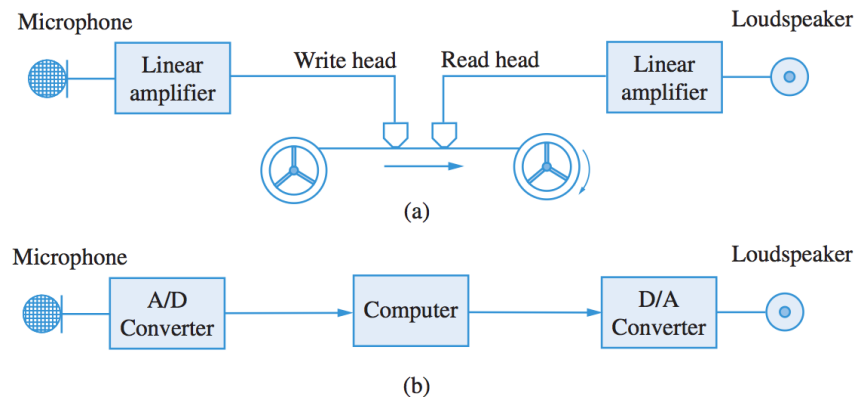 Microphone
Loudspeaker
Linear
amplifier
Write head
Read head
Linear
amplifier
(a)
Microphone
Loudspeaker
A/D
Converter
Computer
D/A
Converter
(b)